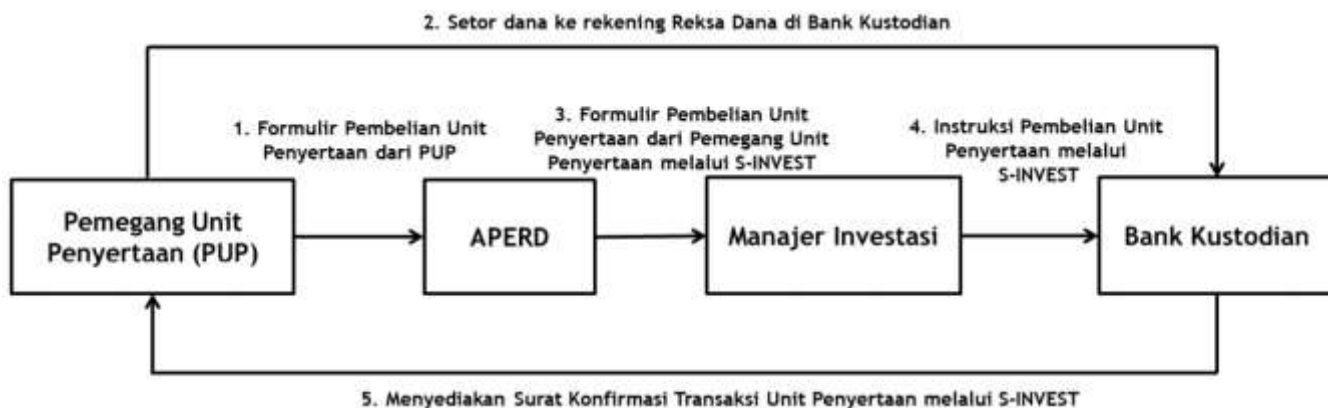 2. Setor dana ke rekening Reksa Dana di Bank Kustodian
1. Formulir Pembelian Unit
Penyertaan dari PUP
3. Formulir Pembelian Unit
Penyertaan dari Pemegang Unit
Penyertaan melalui S-INVEST
4. Instruksi Pembelian Unit
Penyertaan melalui
S-INVEST
Pemegang Unit
Penyertaan (PUP)
APERD
Manajer Investasi
Bank Kustodian
5. Menyediakan Surat Konfirmasi Transaksi Unit Penyertaan melalui S-INVEST